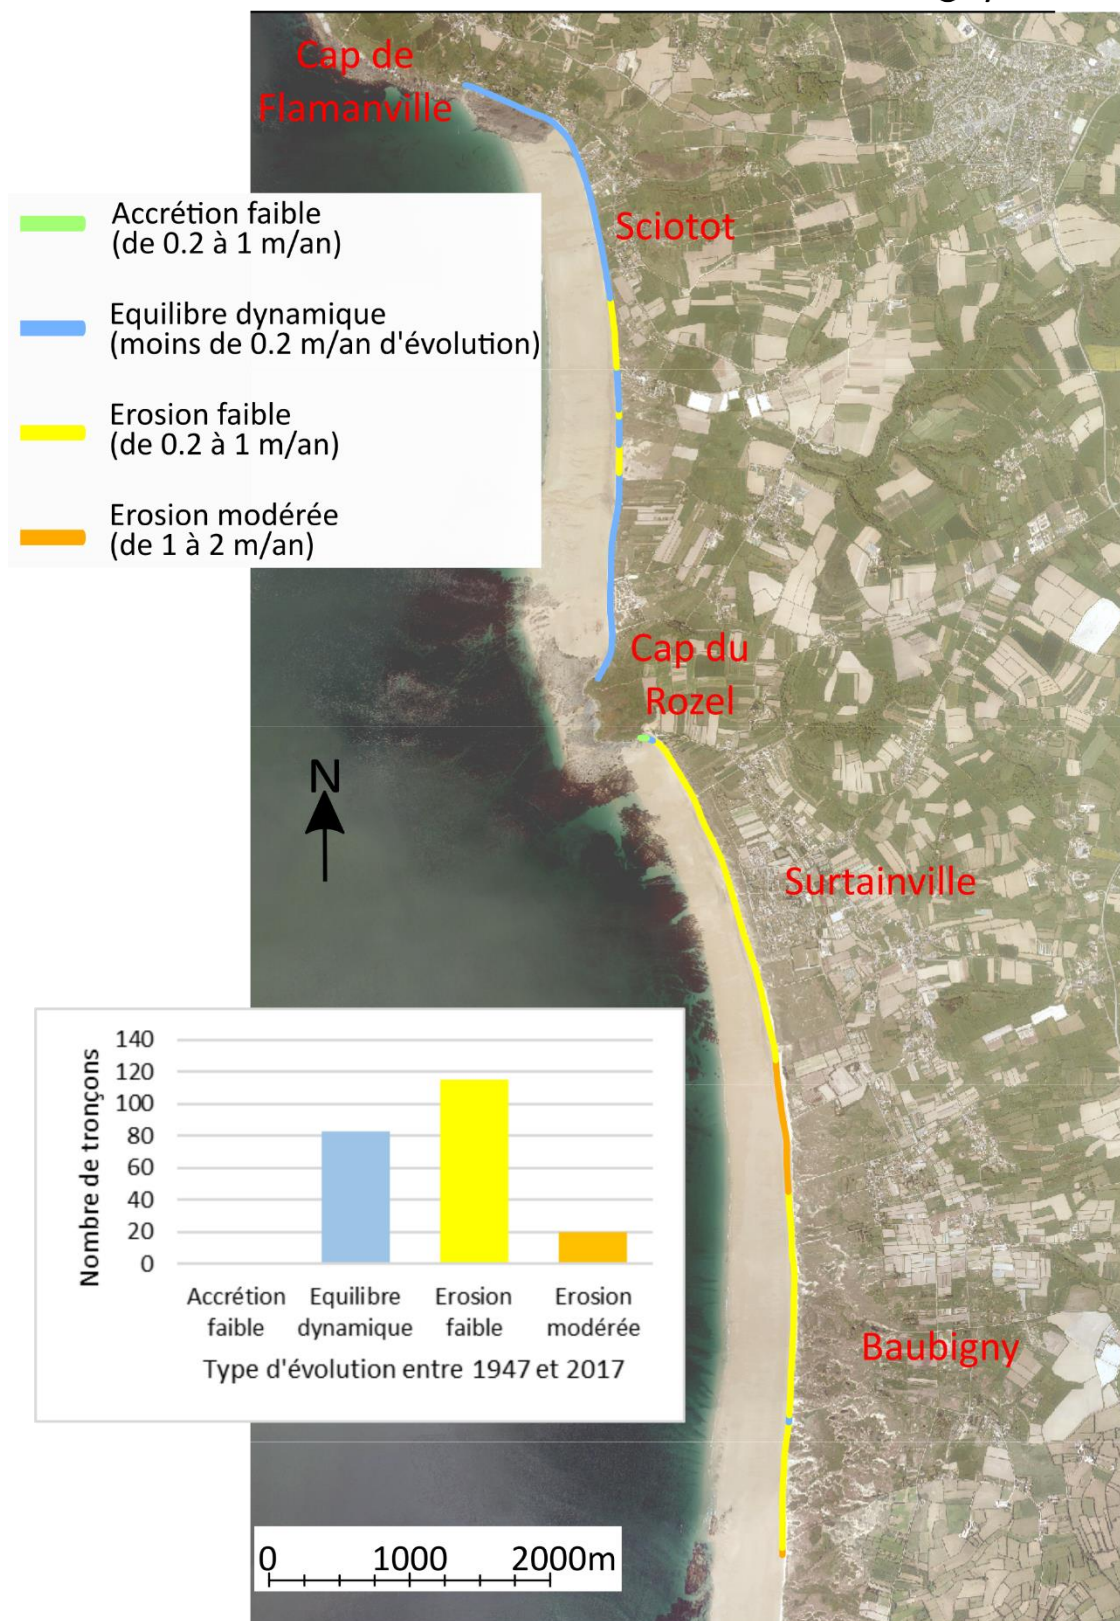 Cap de
Flamanville
Accrétion faible
(de 0.2 à 1 m/an)
Sciotot
Equilibre dynamique
(moins de 0.2 m/an d'évolution)
Erosion faible
(de 0.2 à 1 m/an)
Erosion modérée
(de 1 à 2 m/an)
Cap du
Rozel
N
Surtainville
Nombre de tronçons
140
120
100
80
60
40
20
0
Accrétion faible
Equilibre dynamique
Erosion faible
Erosion modérée
Type d'évolution entre 1947 et 2017
Baubigny
0 1000 2000m